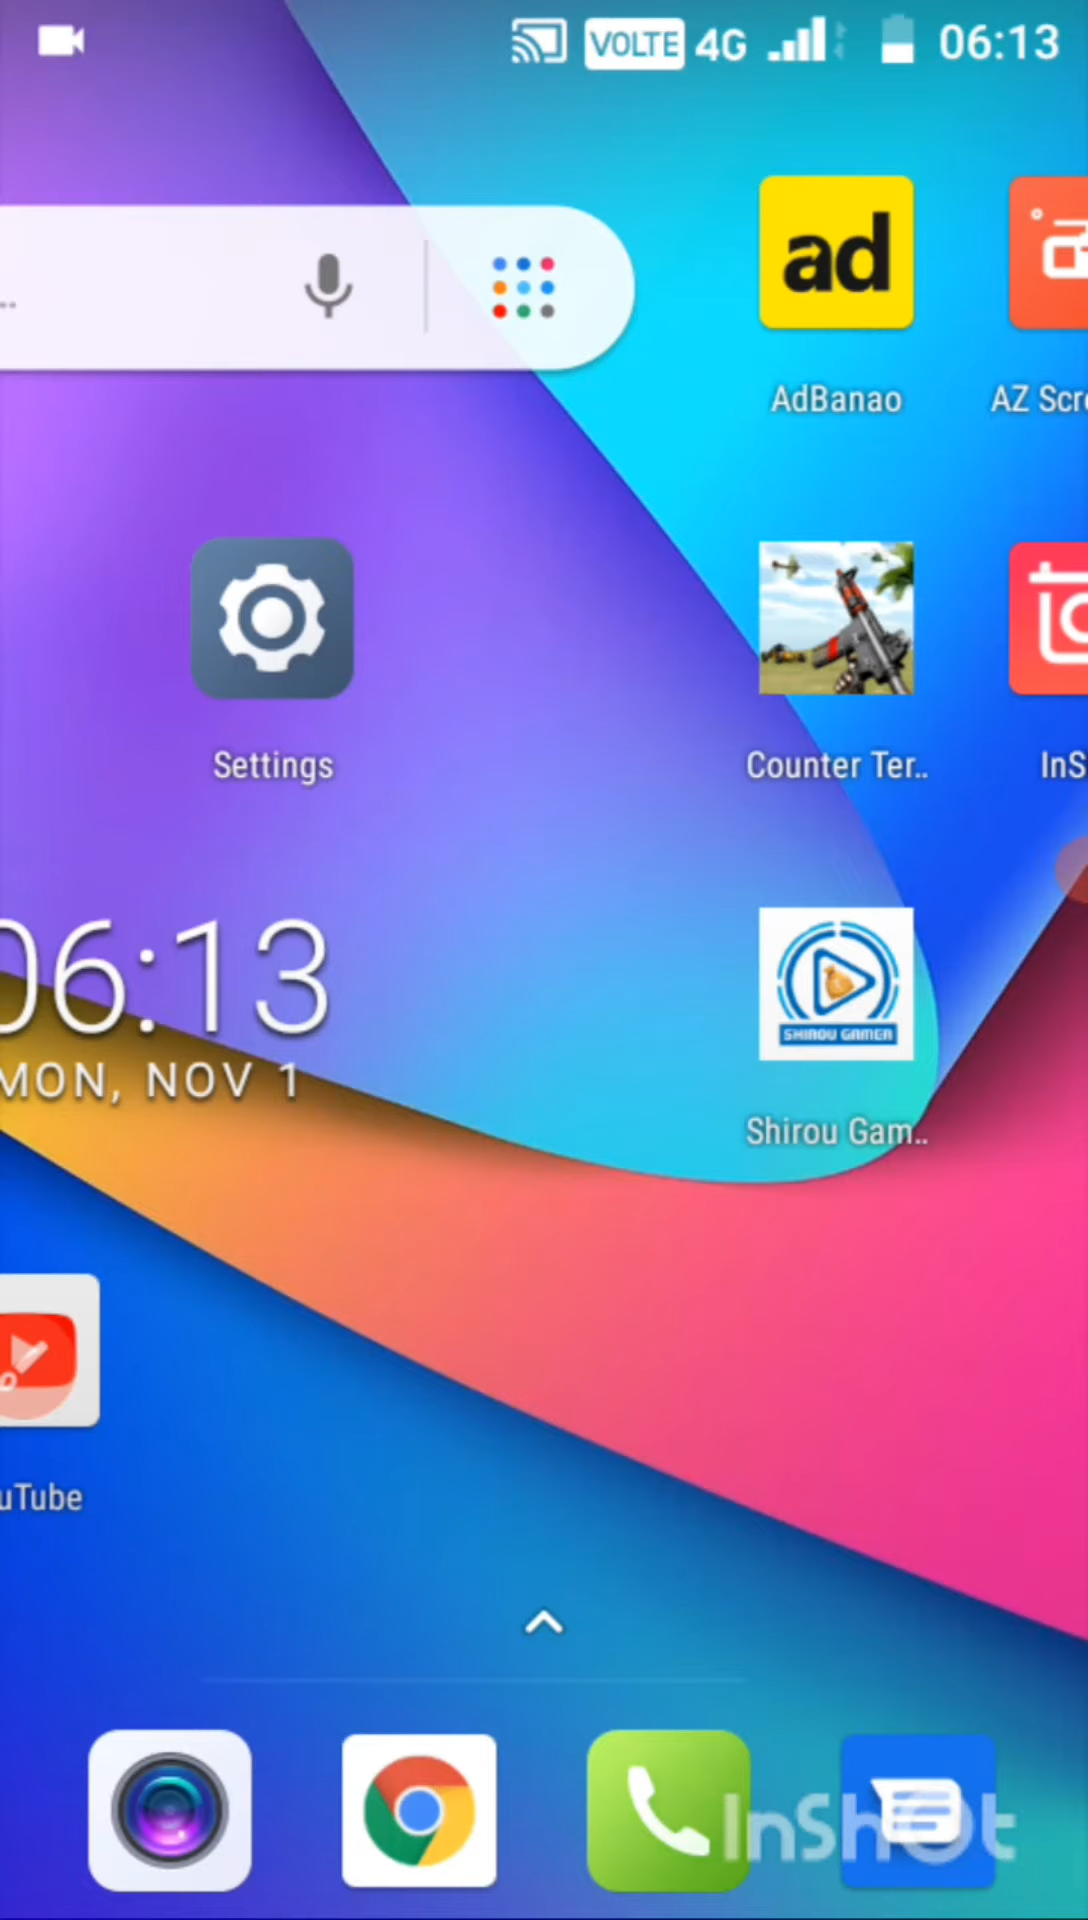 VOLTE 4G 06:13
..
ad
AdBanao
AZ Scre
Settings
Counter Ter..
InS
06:13
MON, NOV 1
SHIROU GAMER
Shirou Gam..
uTube
InShOt